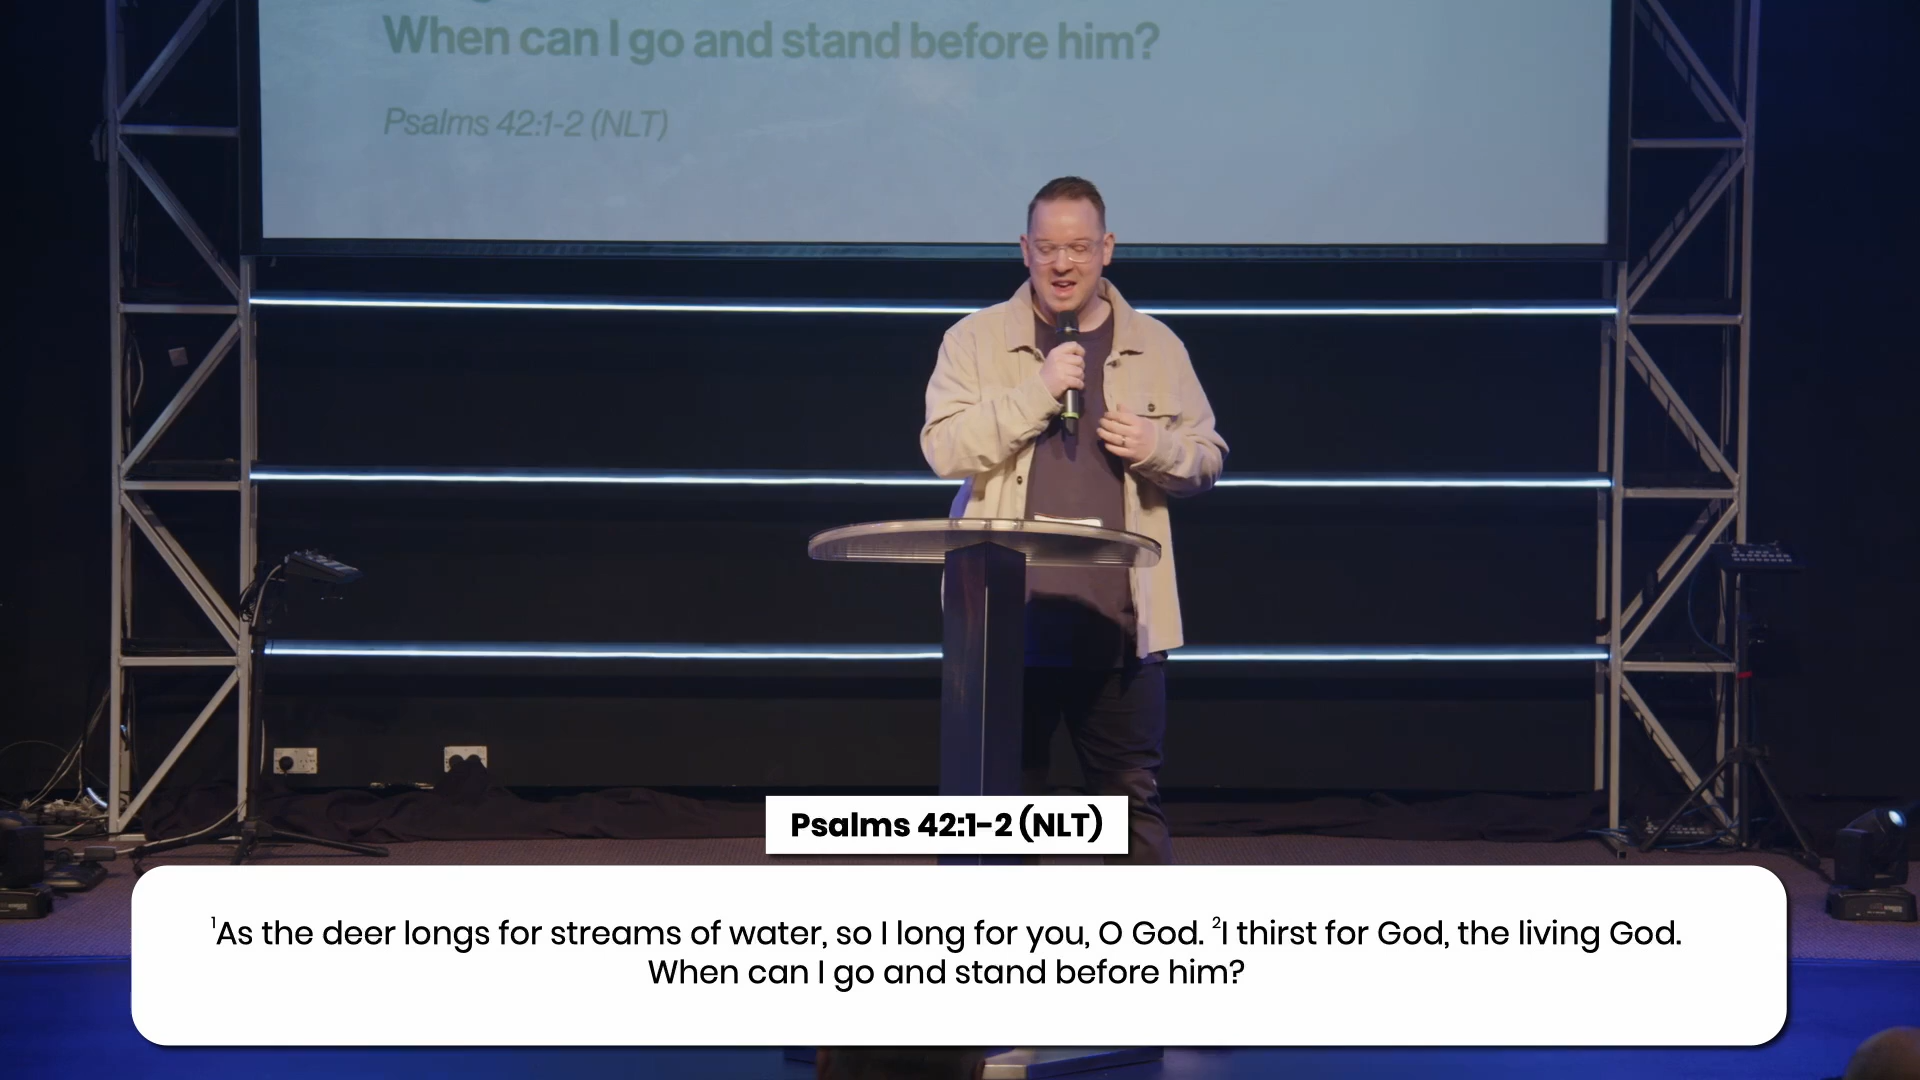 When can I go and stand before him?
Psalms 42:1-2 (NLT)
Psalms 42:1-2 (NLT)
¹As the deer longs for streams of water, so I long for you, O God. ²I thirst for God, the living God.
When can I go and stand before him?